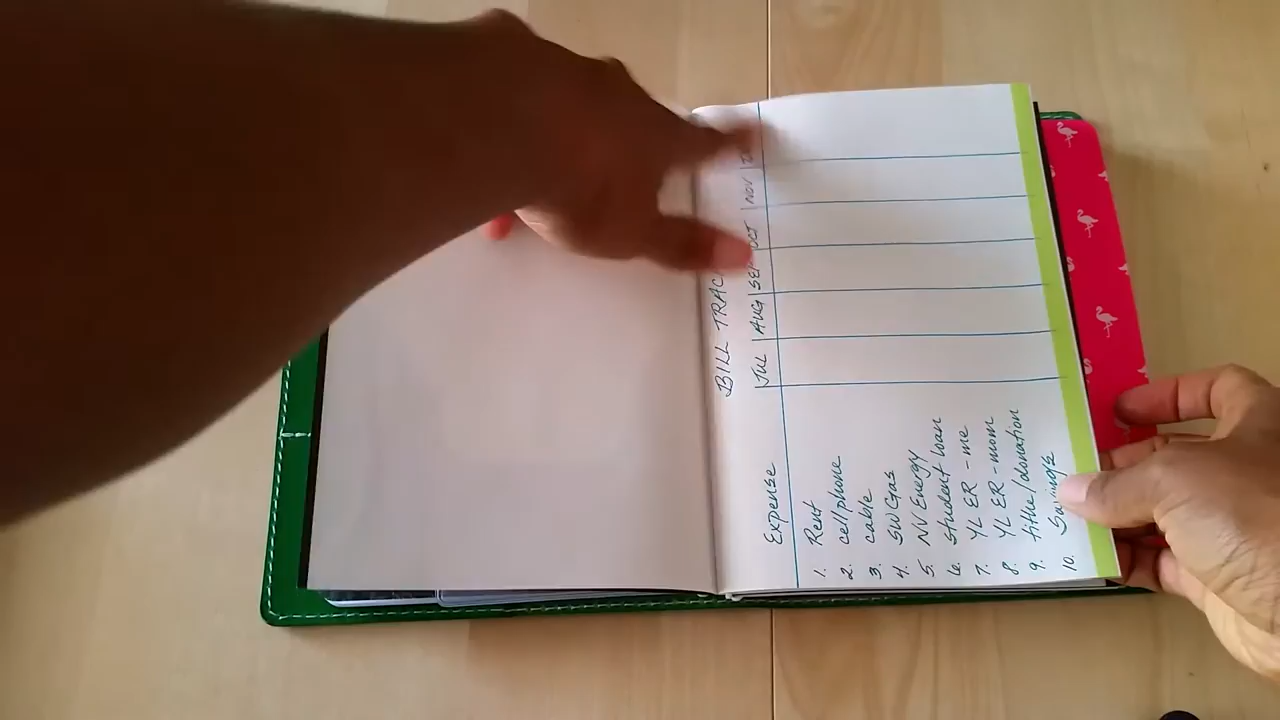 BILL TRAC
Expense JUL AUG SEP OCT NOV
1. Rent
2. cellphone
3. cable
4. SW Gas
5. NV Energy
6. student loan
7. YL ER - me
8. YL ER - mom
9. tithe/donation
10. Savings